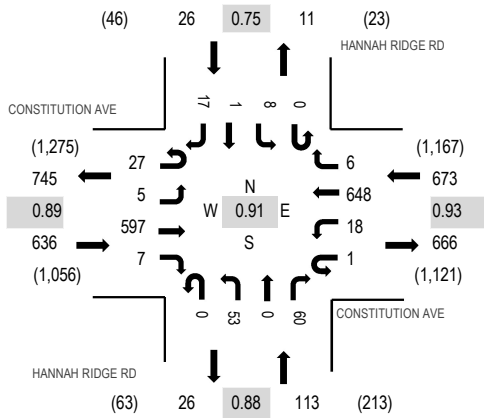 (46) 26 0.75 11 (23)
HANNAH RIDGE RD
CONSTITUTION AVE
17 1 8 0
(1,275) (1,167)
745 27 6 673
5 N 648
0.89 W 0.91 E 0.93
597 S 18
636 7 1 666
(1,056) (1,121)
0 53 0 60
CONSTITUTION AVE
HANNAH RIDGE RD
(63) 26 0.88 113 (213)